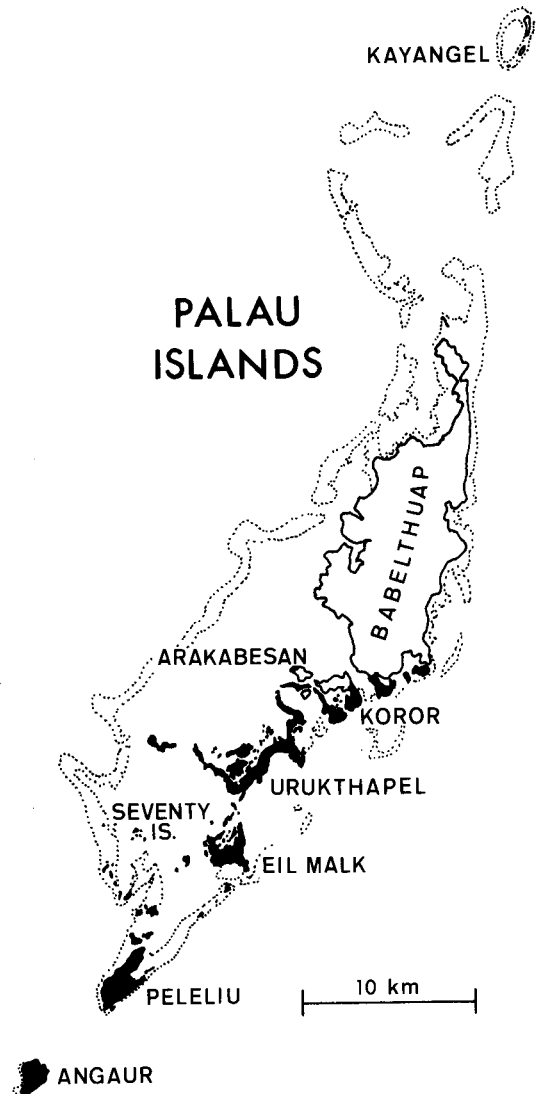 KAYANGEL
PALAU
ISLANDS
BABELTHUAP
ARAKABESAN
KOROR
URUKTHAPEL
SEVENTY
IS.
EIL MALK
PELELIU
10 km
ANGAUR